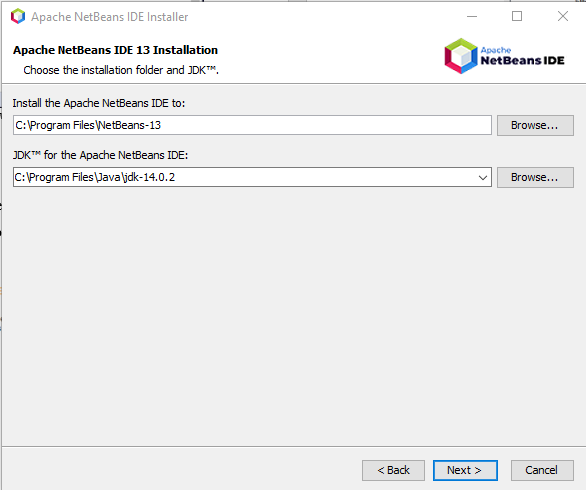 Apache NetBeans IDE Installer
Apache NetBeans IDE 13 Installation
Choose the installation folder and JDK™.
Apache
NetBeans IDE
Install the Apache NetBeans IDE to:
C:\Program Files\NetBeans-13
Browse...
JDK™ for the Apache NetBeans IDE:
C:\Program Files\Java\jdk-14.0.2
Browse...
< Back
Next >
Cancel